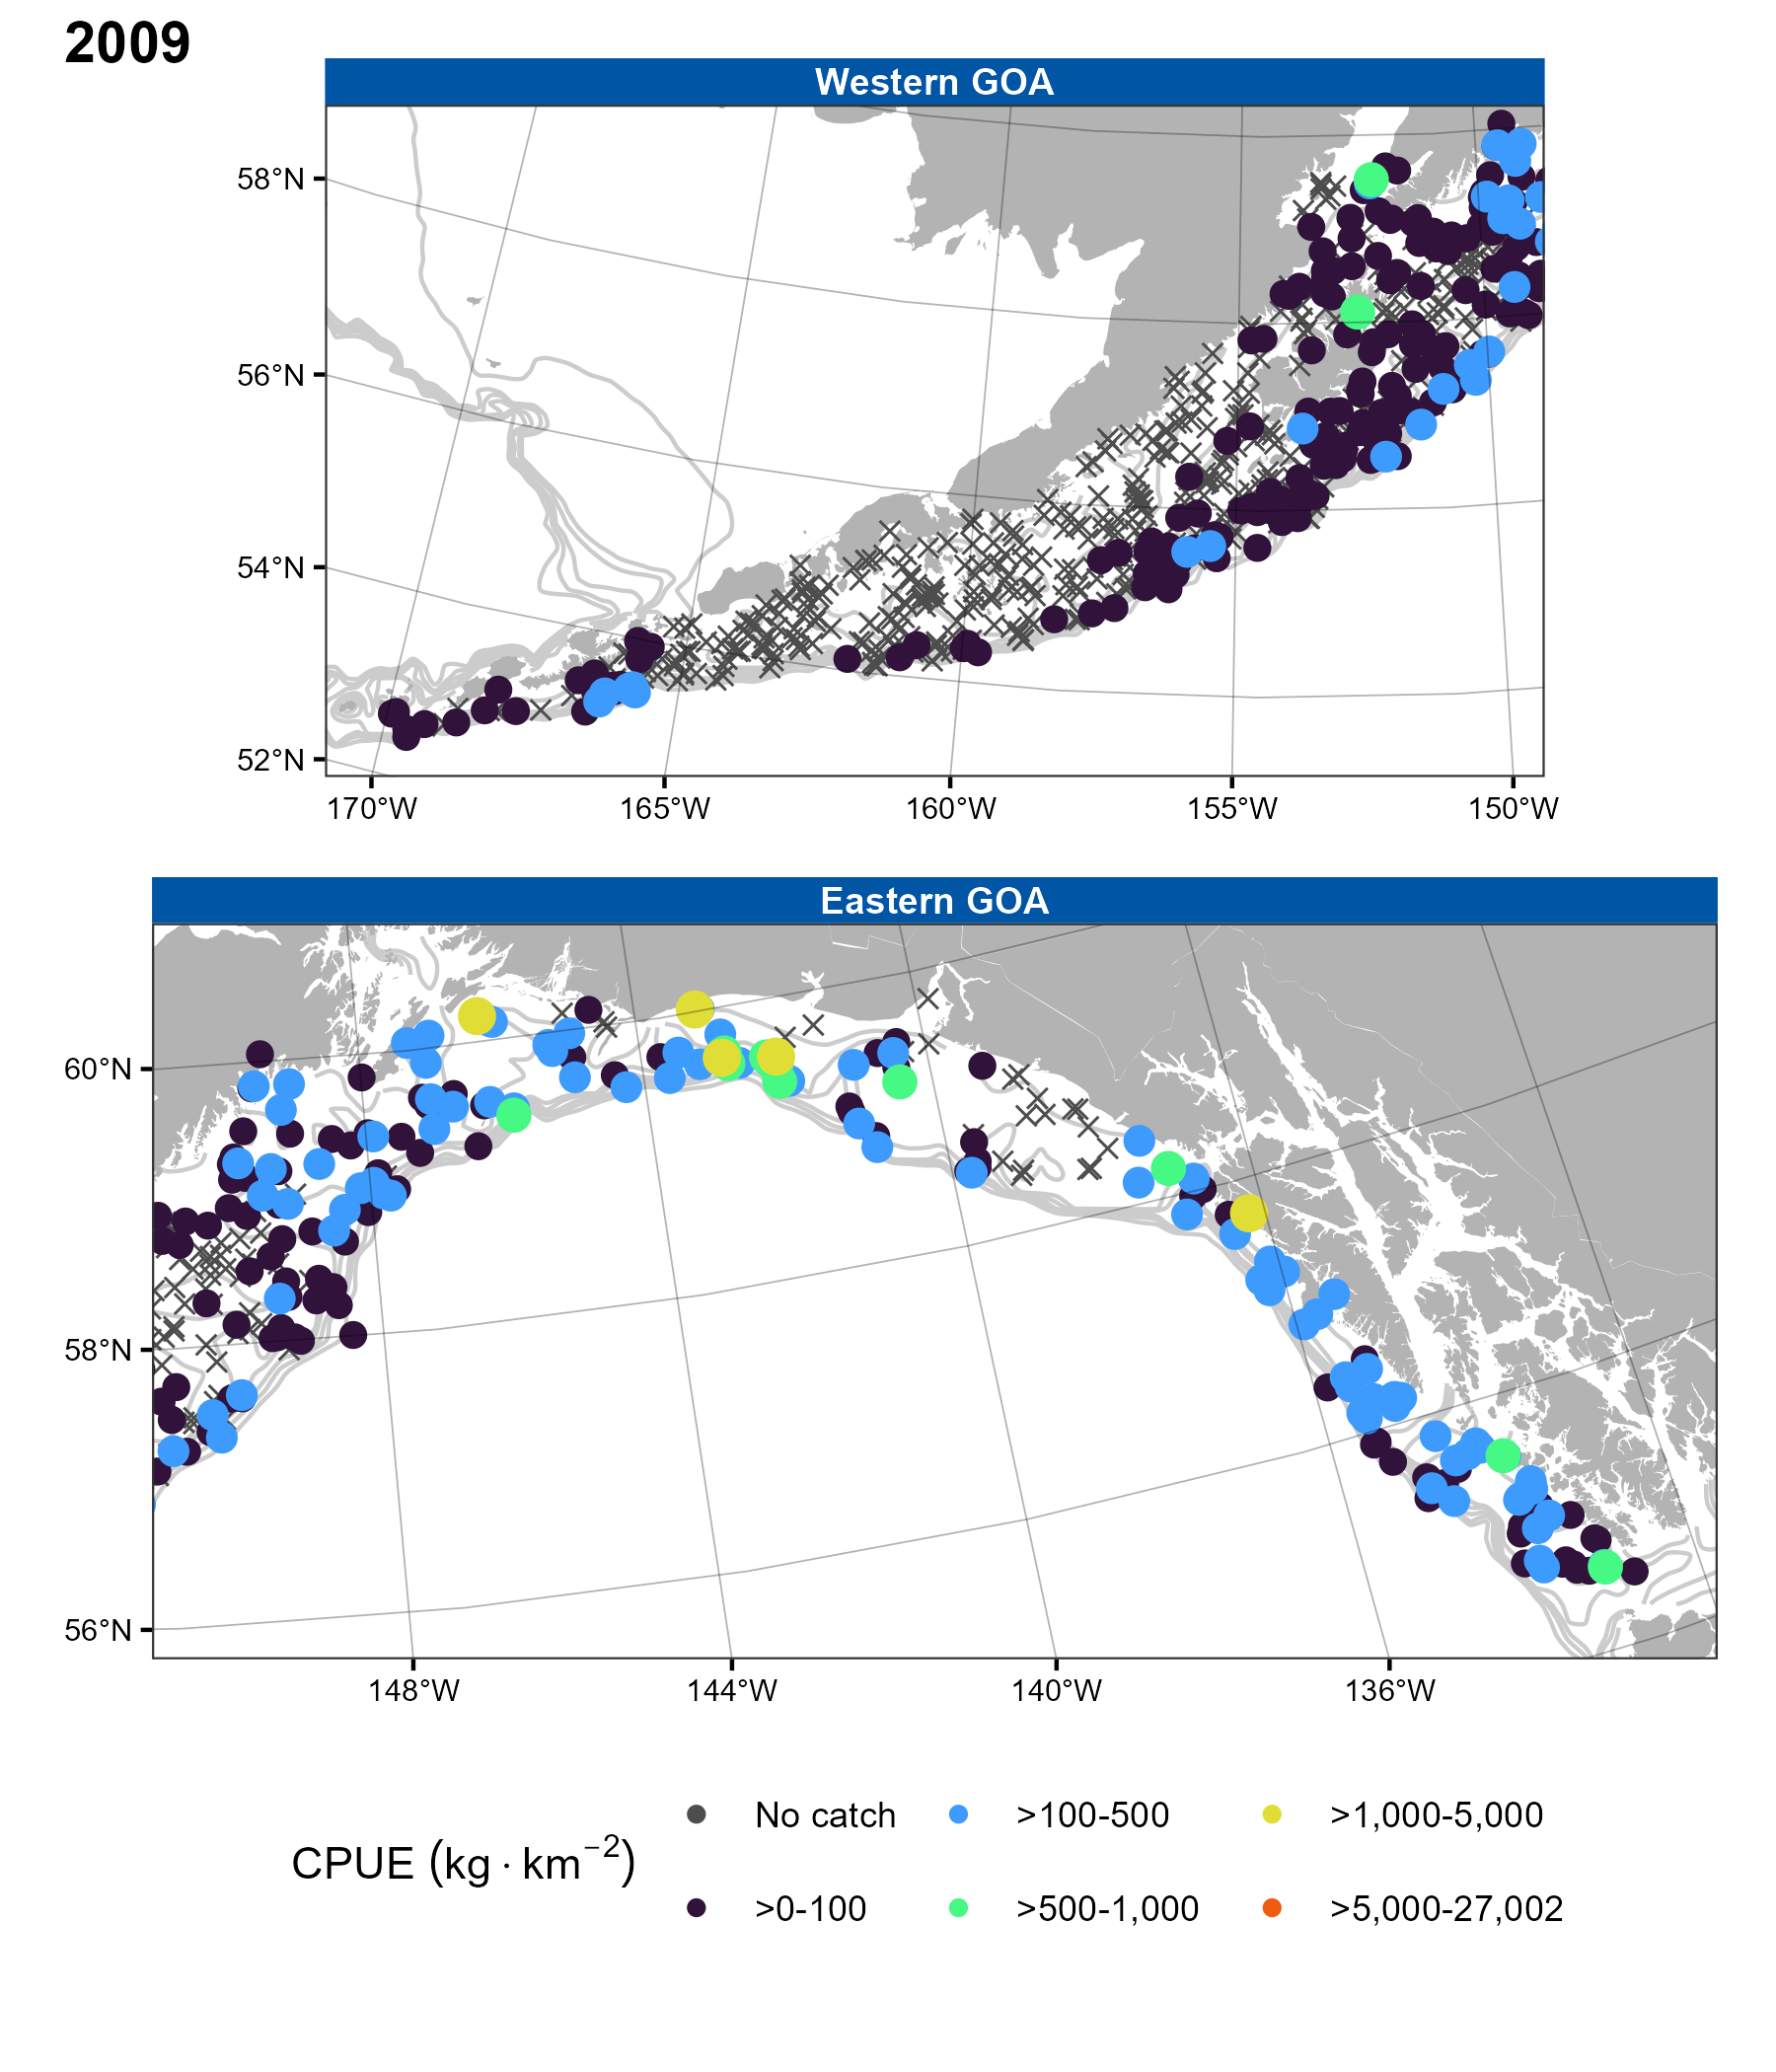 2009
Western GOA
58°N
56°N
54°N
52°N
170°W 165°W 160°W 155°W 150°W
Eastern GOA
60°N
58°N
56°N
148°W 144°W 140°W 136°W
CPUE (kg · km⁻²)
No catch >100-500 >1,000-5,000
>0-100 >500-1,000 >5,000-27,002